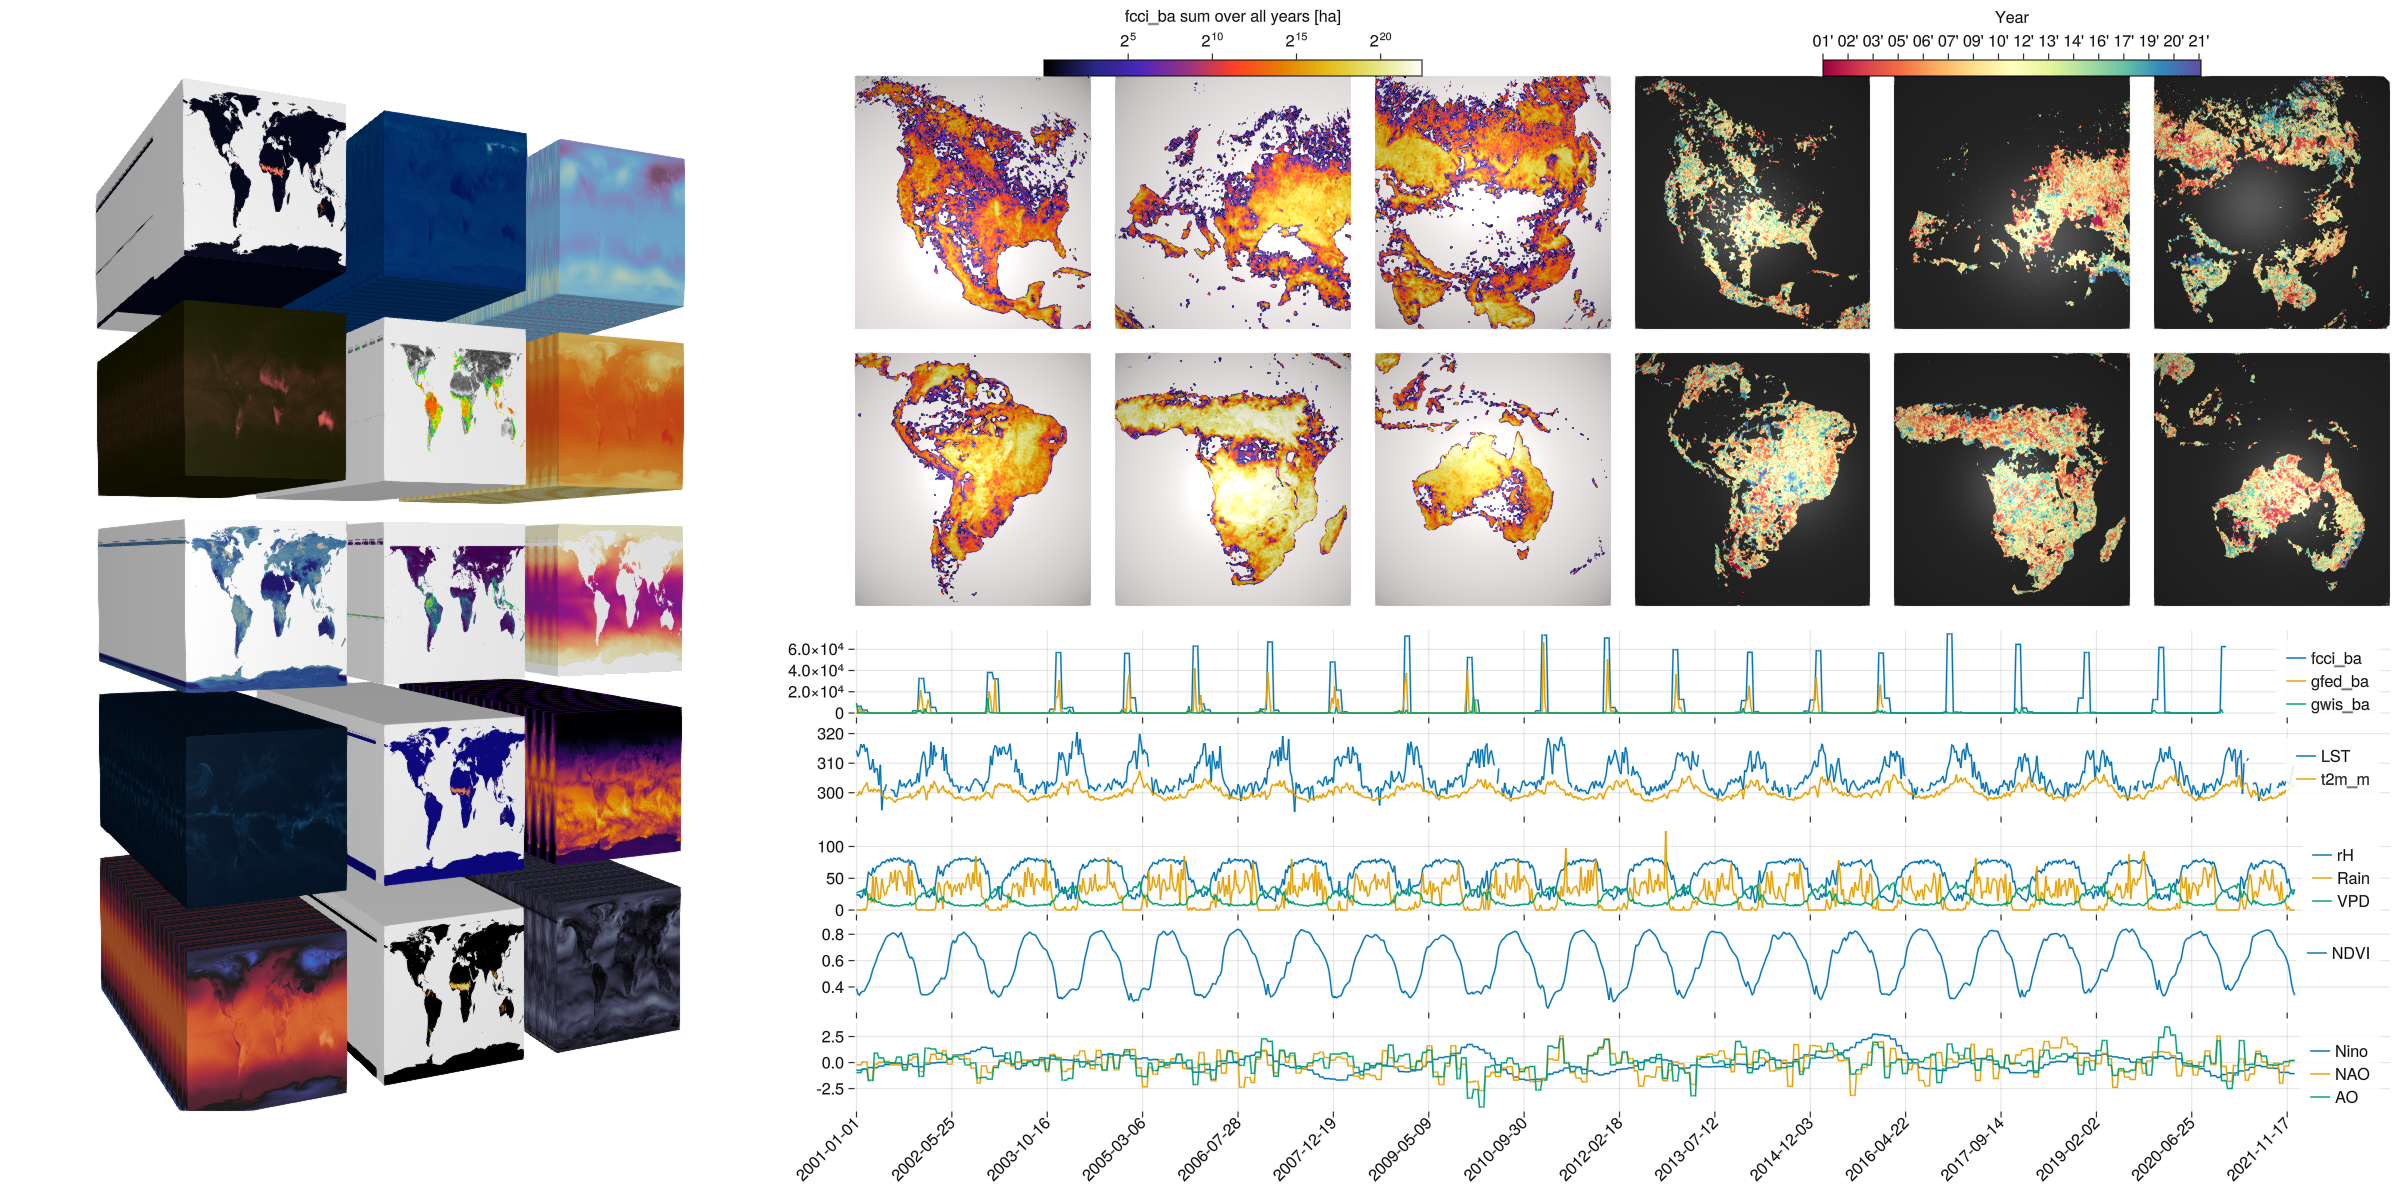 fcci_ba sum over all years [ha]
2⁵ 2¹⁰ 2¹⁵ 2²⁰
Year
01' 02' 03' 05' 06' 07' 09' 10' 12' 13' 14' 16' 17' 19' 20' 21'
6.0×10⁴
4.0×10⁴
2.0×10⁴
0
fcci_ba
gfed_ba
gwis_ba
320
310
300
LST
t2m_m
100
50
0
rH
Rain
VPD
0.8
0.6
0.4
NDVI
2.5
0.0
-2.5
Nino
NAO
AO
2001-01-01
2002-05-25
2003-10-16
2005-03-06
2006-07-28
2007-12-19
2009-05-09
2010-09-30
2012-02-18
2013-07-12
2014-12-03
2016-04-22
2017-09-14
2019-02-02
2020-06-25
2021-11-17